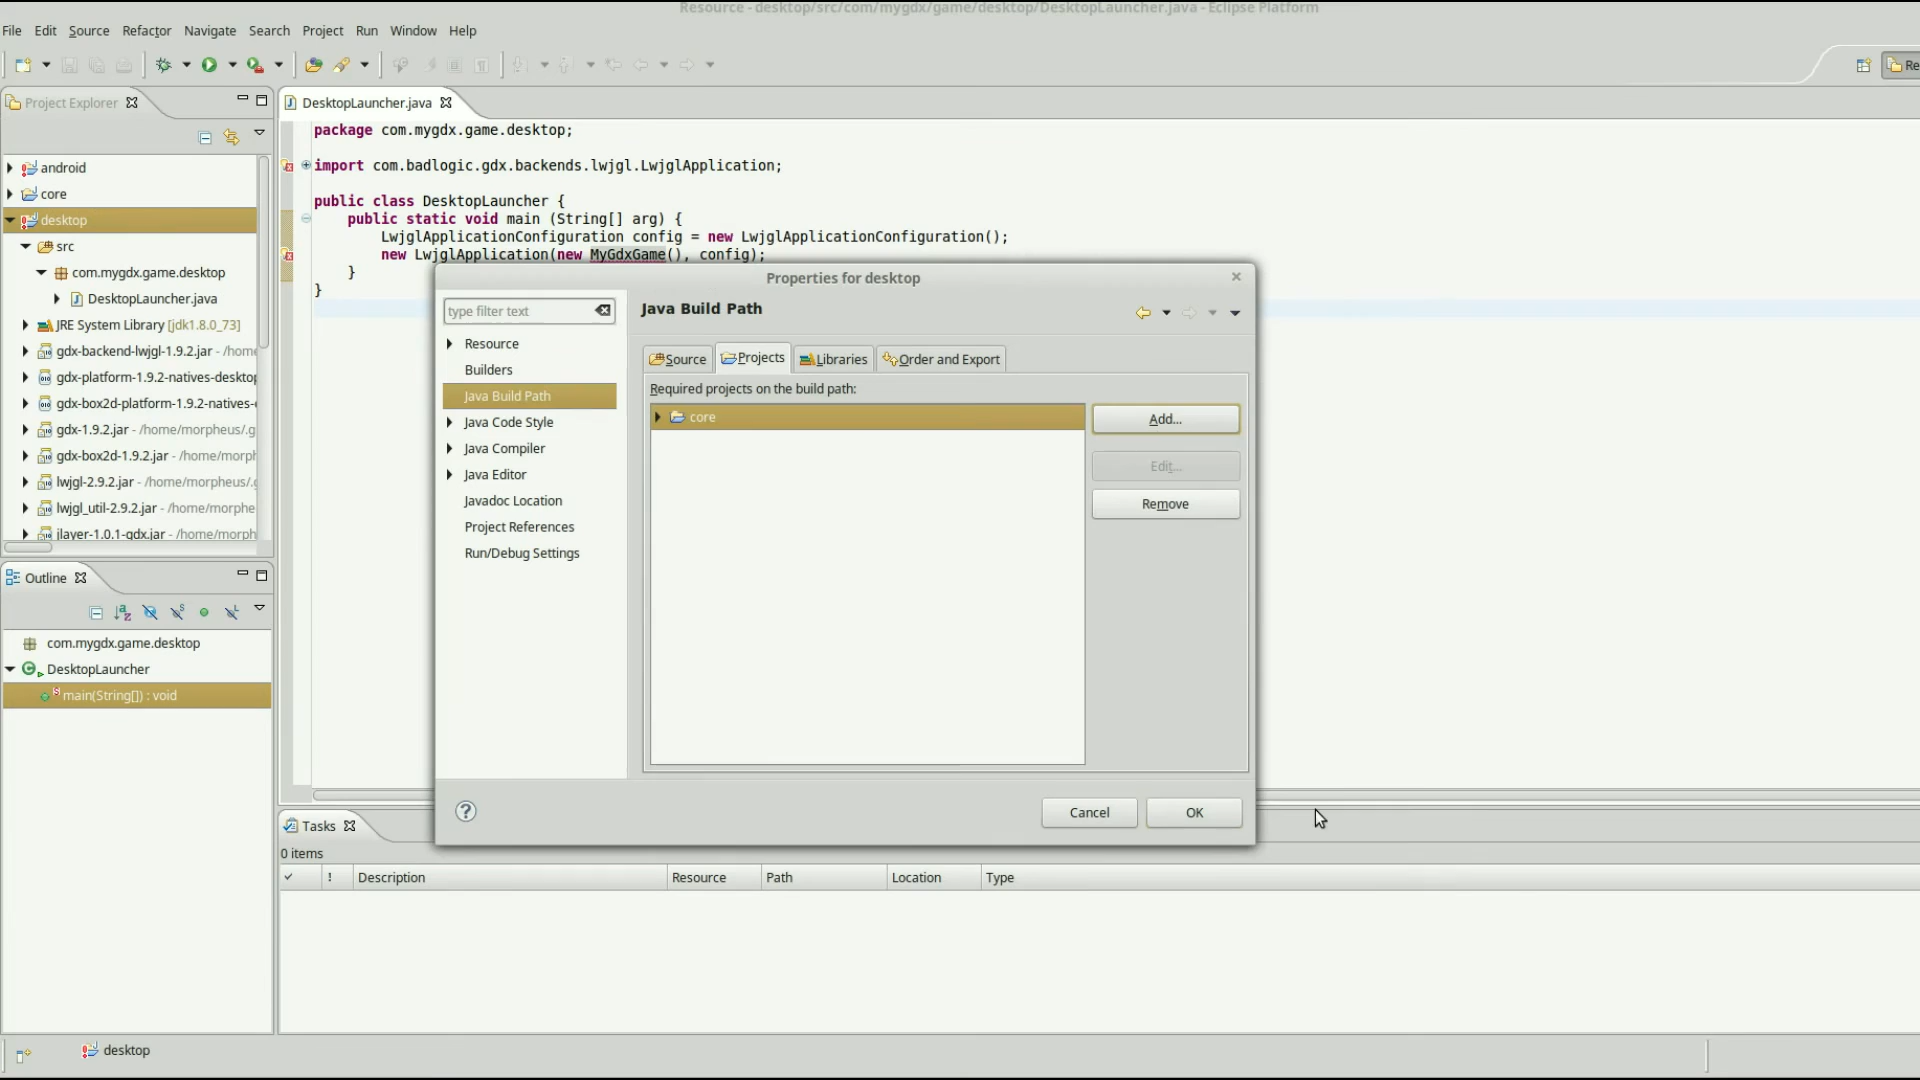 Resource - desktop/src/com/mygdx/game/desktop/DesktopLauncher.java - Eclipse Platform
File Edit Source Refactor Navigate Search Project Run Window Help
Re
Project Explorer
android
core
desktop
src
com.mygdx.game.desktop
DesktopLauncher.java
JRE System Library [jdk1.8.0_73]
gdx-backend-lwjgl-1.9.2.jar - /home
gdx-platform-1.9.2-natives-desktop
gdx-box2d-platform-1.9.2-natives-
gdx-1.9.2.jar - /home/morpheus/.g
gdx-box2d-1.9.2.jar - /home/morph
lwjgl-2.9.2.jar - /home/morpheus/.g
lwjgl_util-2.9.2.jar - /home/morphe
jlayer-1.0.1-gdx.jar - /home/morph
Outline
com.mygdx.game.desktop
DesktopLauncher
main(String[]) : void
DesktopLauncher.java
package com.mygdx.game.desktop;
import com.badlogic.gdx.backends.lwjgl.LwjglApplication;
public class DesktopLauncher {
public static void main (String[] arg) {
LwjglApplicationConfiguration config = new LwjglApplicationConfiguration();
new LwjglApplication(new MyGdxGame(), config);
}
}
Properties for desktop
type filter text
Resource
Builders
Java Build Path
Java Code Style
Java Compiler
Java Editor
Javadoc Location
Project References
Run/Debug Settings
Java Build Path
Source Projects Libraries Order and Export
Required projects on the build path:
core
Add...
Edit...
Remove
Cancel OK
Tasks
0 items
! Description Resource Path Location Type
desktop